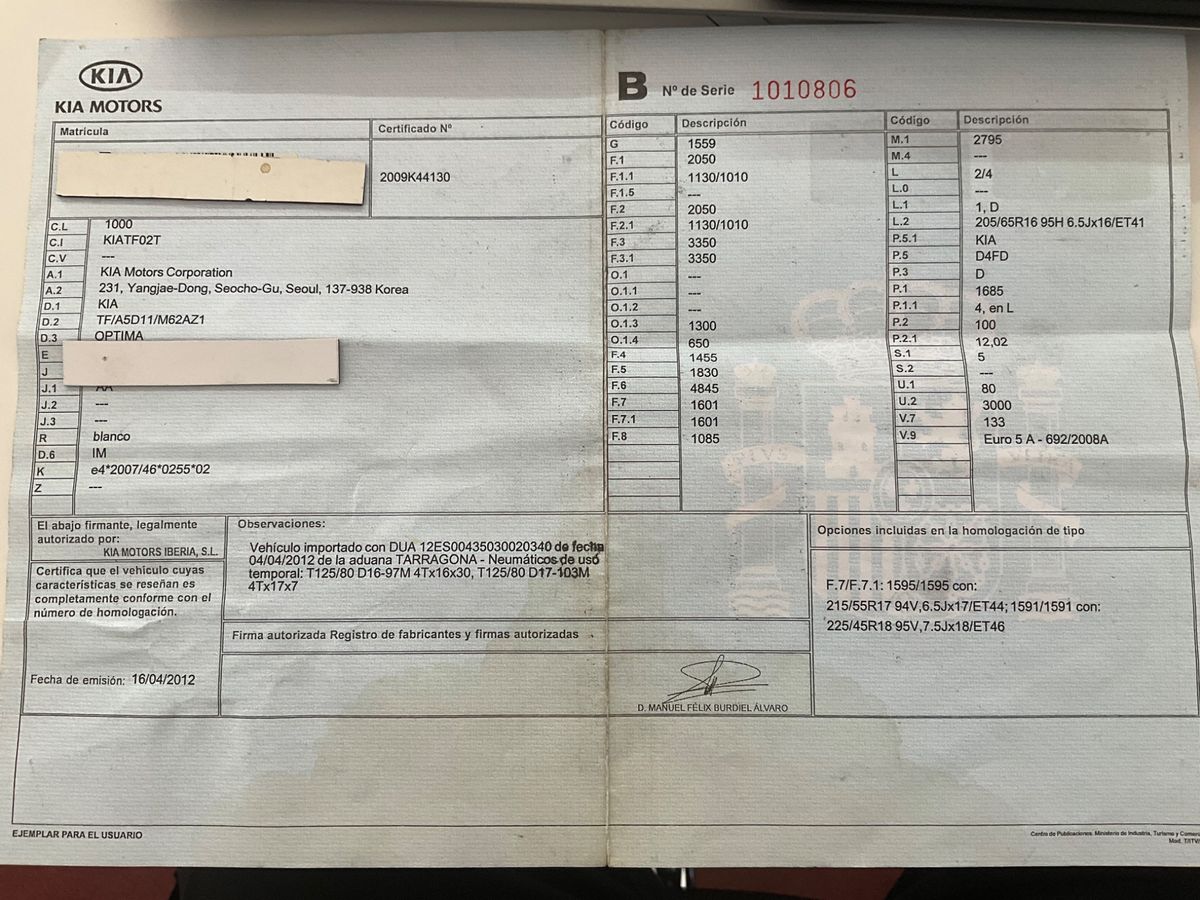 KIA
KIA MOTORS
B Nº de Serie 1010806
Matrícula
Certificado Nº
2009K44130
C.L 1000
C.I KIATF02T
C.V ---
A.1 KIA Motors Corporation
A.2 231, Yangjae-Dong, Seocho-Gu, Seoul, 137-938 Korea
D.1 KIA
D.2 TF/A5D11/M62AZ1
D.3 OPTIMA
E
J
J.1
J.2 ---
J.3 ---
R blanco
D.6 IM
K e4*2007/46*0255*02
Z ---
Código Descripción
G 1559
F.1 2050
F.1.1 1130/1010
F.1.5 ---
F.2 2050
F.2.1 1130/1010
F.3 3350
F.3.1 3350
O.1 ---
O.1.1 ---
O.1.2 ---
O.1.3 1300
O.1.4 650
F.4 1455
F.5 1830
F.6 4845
F.7 1601
F.7.1 1601
F.8 1085
Código Descripción
M.1 2795
M.4 ---
L 2/4
L.0 ---
L.1 1, D
L.2 205/65R16 95H 6.5Jx16/ET41
P.5.1 KIA
P.5 D4FD
P.3 D
P.1 1685
P.1.1 4, en L
P.2 100
P.2.1 12,02
S.1 5
S.2 ---
U.1 80
U.2 3000
V.7 133
V.9 Euro 5 A - 692/2008A
El abajo firmante, legalmente
autorizado por:
KIA MOTORS IBERIA, S.L.
Certifica que el vehículo cuyas
características se reseñan es
completamente conforme con el
número de homologación.
Fecha de emisión: 16/04/2012
Observaciones:
Vehículo importado con DUA 12ES00435030020340 de fecha
04/04/2012 de la aduana TARRAGONA - Neumáticos de uso
temporal: T125/80 D16-97M 4Tx16x30, T125/80 D17-103M
4Tx17x7
Firma autorizada Registro de fabricantes y firmas autorizadas
D. MANUEL FÉLIX BURDIEL ÁLVARO
Opciones incluidas en la homologación de tipo
F.7/F.7.1: 1595/1595 con:
215/55R17 94V,6.5Jx17/ET44; 1591/1591 con:
225/45R18 95V,7.5Jx18/ET46
EJEMPLAR PARA EL USUARIO
Centro de Publicaciones. Ministerio de Industria, Turismo y
Mod.